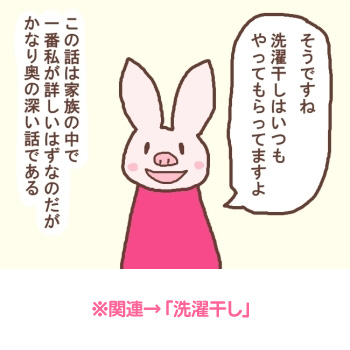 そうですね
洗濯干しはいつも
やってもらってますよ
この話は家族の中で
一番私が詳しいはずなのだが
かなり奥の深い話である
※関連→「洗濯干し」